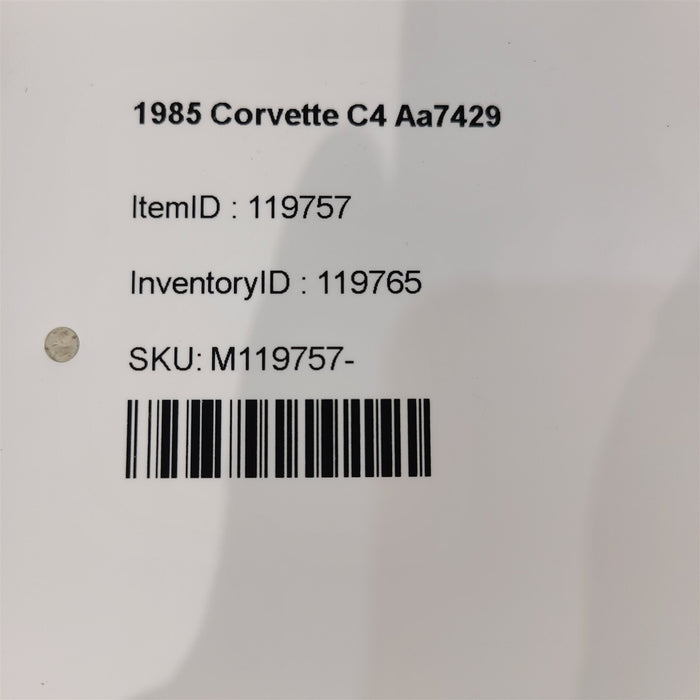 1985 Corvette C4 Aa7429
ItemID : 119757
InventoryID : 119765
SKU: M119757-